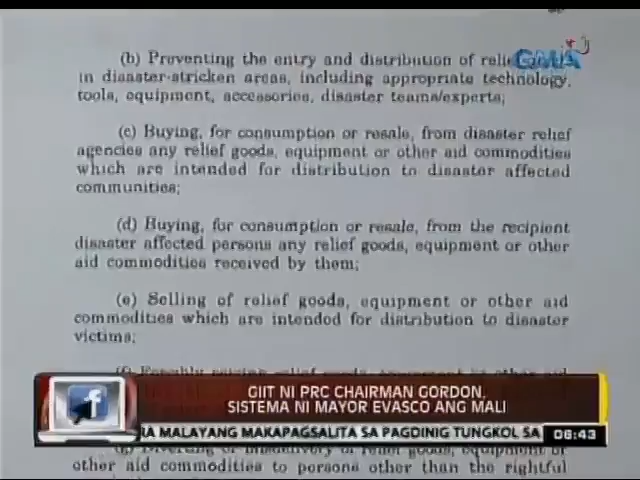 (b) Preventing the entry and distribution of
GMA
in disaster-stricken areas, including appropriate technology,
tools, equipment, accessories, disaster teams/experts;
(c) Buying, for consumption or resale, from disaster relief
agencies any relief goods, equipment or other aid commodities
which are intended for distribution to disaster affected
communities;
(d) Buying, for consumption or resale, from the recipient
disaster affected persons any relief goods, equipment or other
aid commodities received by them;
(e) Selling of relief goods, equipment or other aid
commodities which are intended for distribution to disaster
victims;
GIIT NI PRC CHAIRMAN GORDON,
SISTEMA NI MAYOR EVASCO ANG MALI
RA MALAYANG MAKAPAGSALITA SA PAGDINIG TUNGKOL SA 08:43
other aid commodities to persons other than the rightful